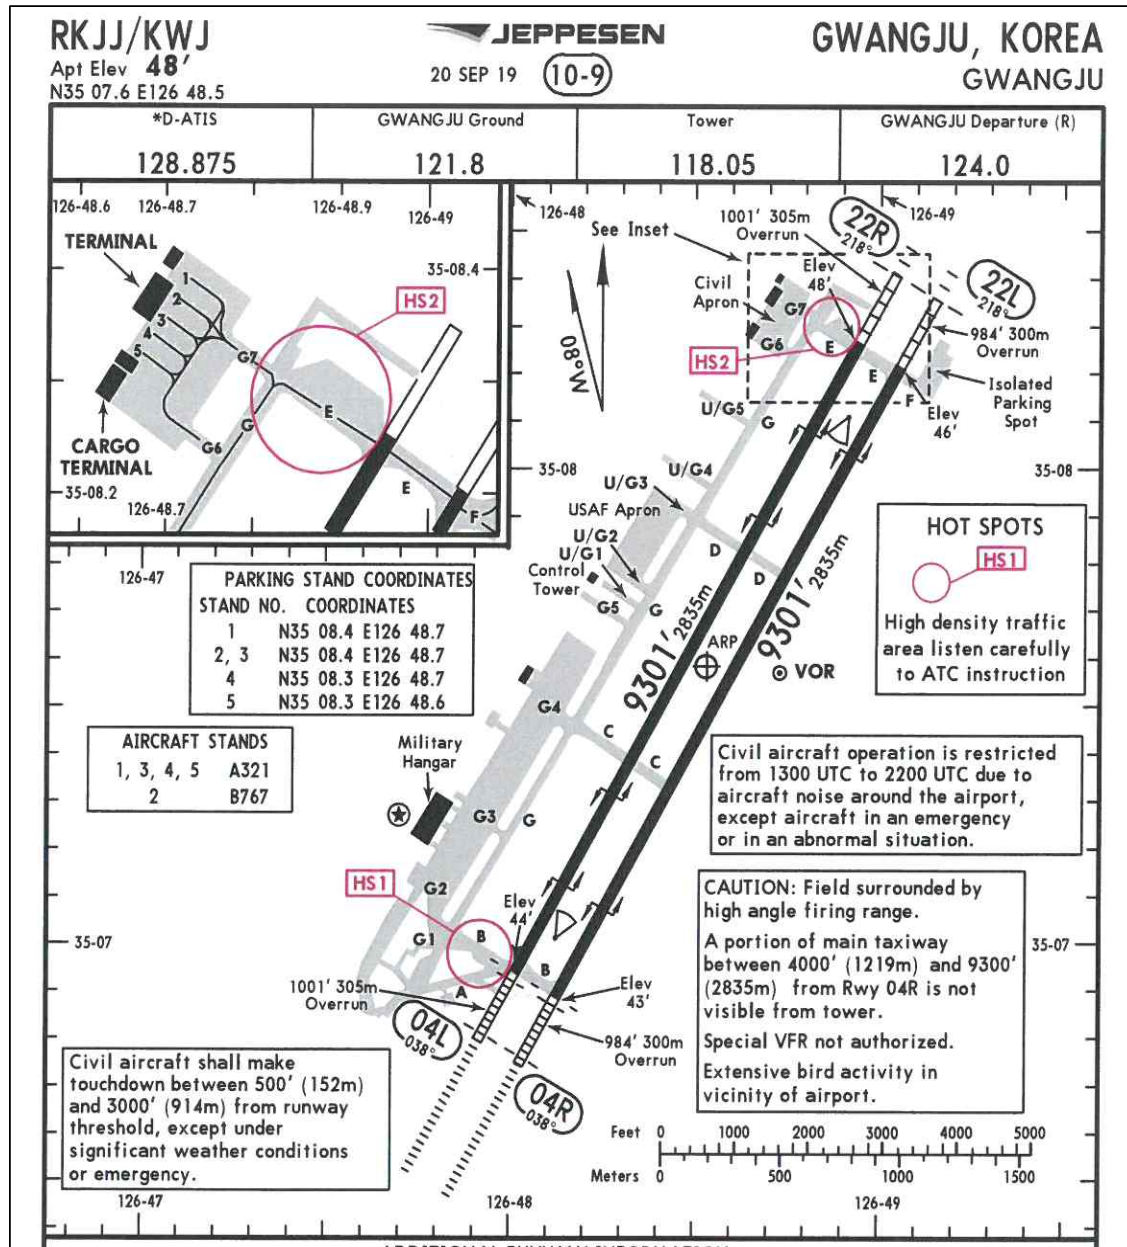 RKJJ/KWJ
Apt Elev 48'
N35 07.6 E126 48.5
JEPPESEN
20 SEP 19 10-9
GWANGJU, KOREA
GWANGJU
*D-ATIS
128.875
GWANGJU Ground
121.8
Tower
118.05
GWANGJU Departure (R)
124.0
126-48.6 126-48.7 126-48.9 126-49
TERMINAL
1
2
3
4
5
35-08.4
HS2
G7
E
G
G6
CARGO
TERMINAL
35-08.2
126-48.7
E
F
126-48
126-49
See Inset
1001' 305m
Overrun
22R
218°
22L
218°
Elev
48'
Civil
Apron
G7
G6
HS2
E
E
F
984' 300m
Overrun
Isolated
Parking
Spot
Elev
46'
08°W
U/G5
G
U/G4
U/G3
USAF Apron
35-08
35-08
U/G2
U/G1
Control
Tower
G5
G
D
D
9301' 2835m
9301' 2835m
ARP
VOR
HOT SPOTS
HS1
High density traffic
area listen carefully
to ATC instruction
126-47
PARKING STAND COORDINATES
STAND NO. COORDINATES
1 N35 08.4 E126 48.7
2, 3 N35 08.4 E126 48.7
4 N35 08.3 E126 48.7
5 N35 08.3 E126 48.6
AIRCRAFT STANDS
1, 3, 4, 5 A321
2 B767
Military
Hangar
G4
C
C
G3
G
Civil aircraft operation is restricted
from 1300 UTC to 2200 UTC due to
aircraft noise around the airport,
except aircraft in an emergency
or in an abnormal situation.
HS1
G2
G1
B
B
A
Elev
44'
35-07
35-07
1001' 305m
Overrun
04L
038°
Elev
43'
984' 300m
Overrun
04R
038°
CAUTION: Field surrounded by
high angle firing range.
A portion of main taxiway
between 4000' (1219m) and 9300'
(2835m) from Rwy 04R is not
visible from tower.
Special VFR not authorized.
Extensive bird activity in
vicinity of airport.
Civil aircraft shall make
touchdown between 500' (152m)
and 3000' (914m) from runway
threshold, except under
significant weather conditions
or emergency.
Feet 0 1000 2000 3000 4000 5000
Meters 0 500 1000 1500
126-47 126-48 126-49